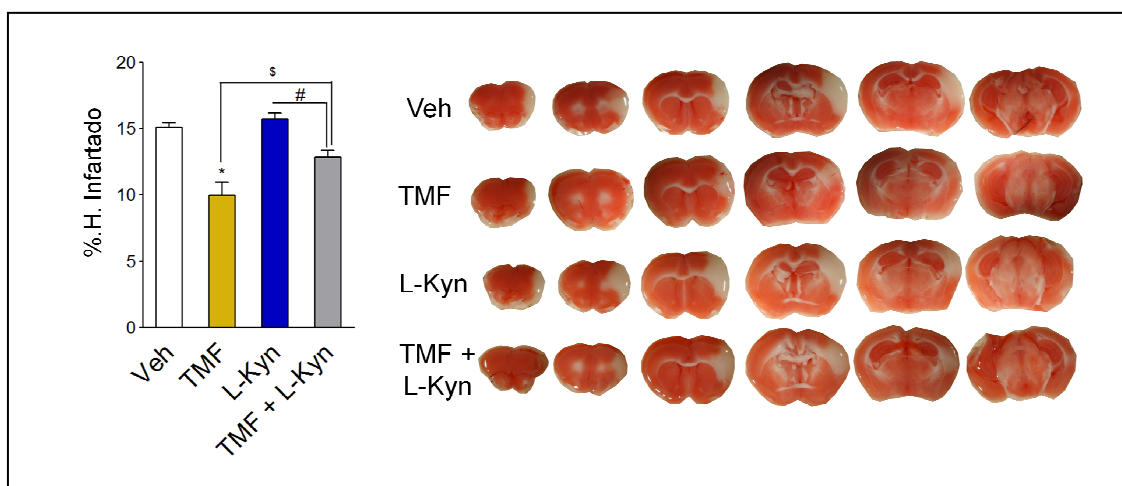 %.H. Infartado
20
15
10
5
0
*
$
#
Veh
TMF
L-Kyn
TMF + L-Kyn
Veh
TMF
L-Kyn
TMF +
L-Kyn